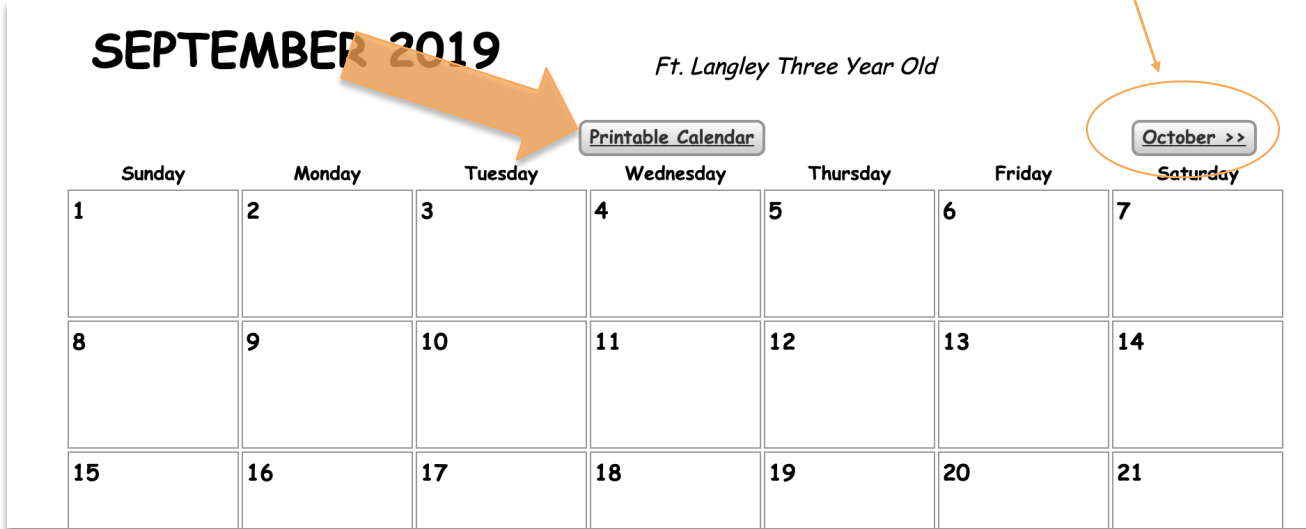 SEPTEMBER 2019
Ft. Langley Three Year Old
Printable Calendar
October >>
Sunday Monday Tuesday Wednesday Thursday Friday Saturday
1 2 3 4 5 6 7
8 9 10 11 12 13 14
15 16 17 18 19 20 21